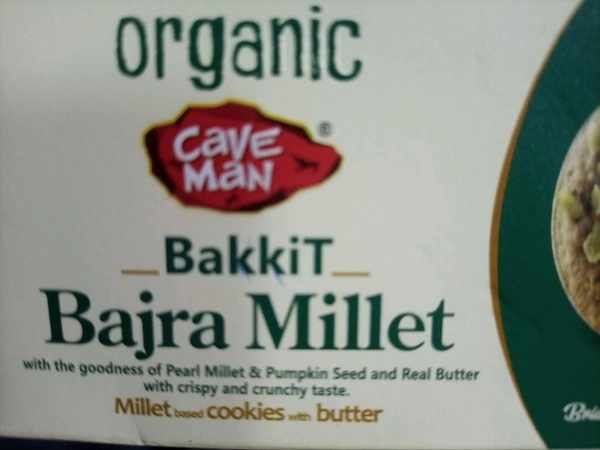 organic
CAVE
MAN
®
BakkiT
Bajra Millet
with the goodness of Pearl Millet & Pumpkin Seed and Real Butter
with crispy and crunchy taste.
Millet based cookies with butter